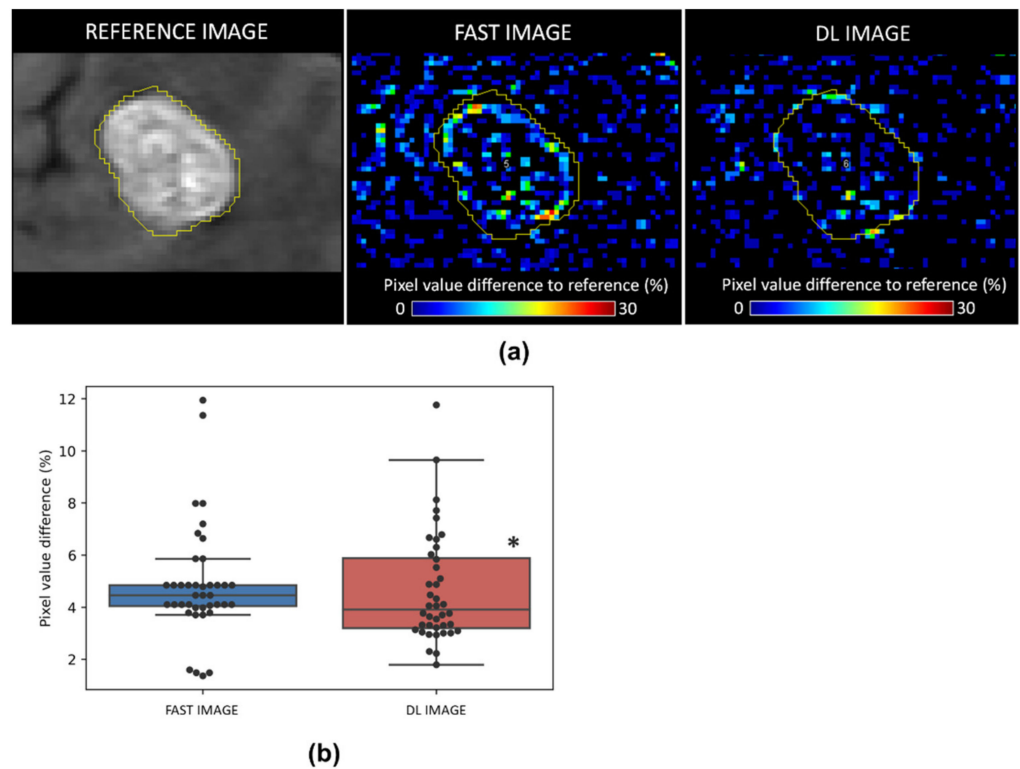 REFERENCE IMAGE
FAST IMAGE
DL IMAGE
5
6
Pixel value difference to reference (%)
0 30
Pixel value difference to reference (%)
0 30
(a)
12
10
8
6
4
2
Pixel value difference (%)
*
FAST IMAGE
DL IMAGE
(b)